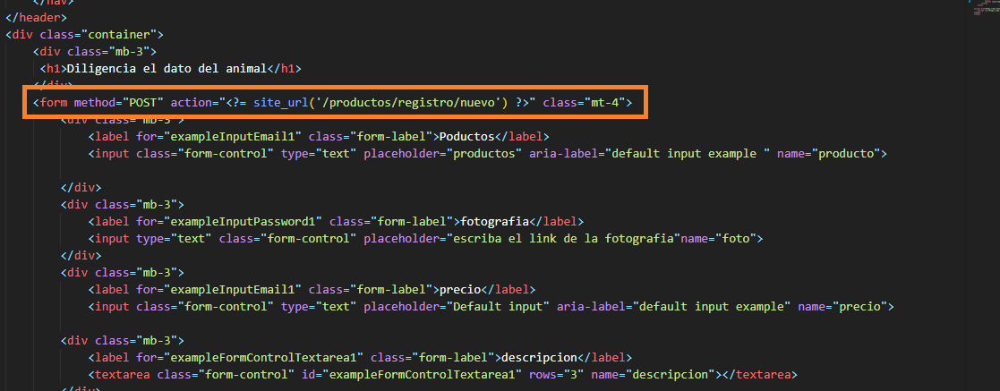 </nav>
</header>
<div class="container">
<div class="mb-3">
<h1>Diligencia el dato del animal</h1>
</div>
<form method="POST" action="<?= site_url('/productos/registro/nuevo') ?>" class="mt-4">
<div class="mb-3">
<label for="exampleInputEmail1" class="form-label">Poductos</label>
<input class="form-control" type="text" placeholder="productos" aria-label="default input example " name="producto">
</div>
<div class="mb-3">
<label for="exampleInputPassword1" class="form-label">fotografia</label>
<input type="text" class="form-control" placeholder="escriba el link de la fotografia"name="foto">
</div>
<div class="mb-3">
<label for="exampleInputEmail1" class="form-label">precio</label>
<input class="form-control" type="text" placeholder="Default input" aria-label="default input example" name="precio">
<div class="mb-3">
<label for="exampleFormControlTextarea1" class="form-label">descripcion</label>
<textarea class="form-control" id="exampleFormControlTextarea1" rows="3" name="descripcion"></textarea>
</div>